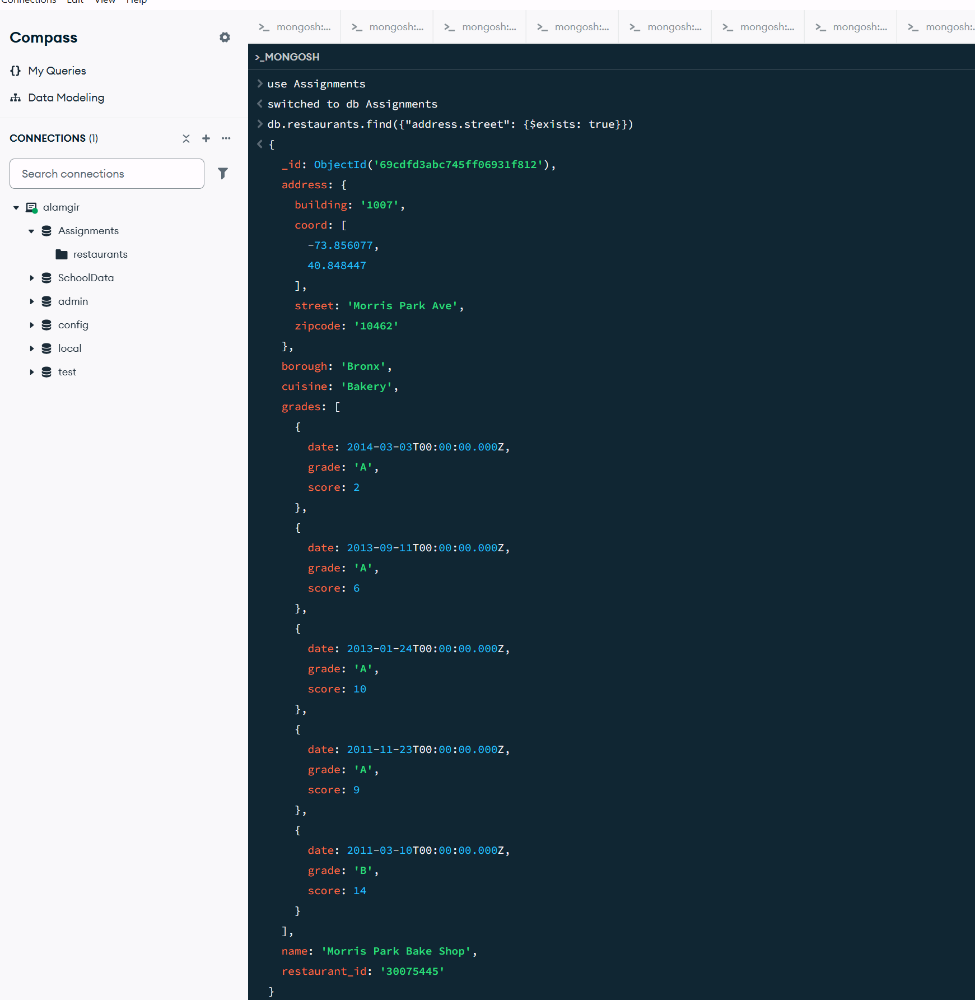 Connections Edit View Help
Compass
My Queries
Data Modeling
CONNECTIONS (1)
Search connections
alamgir
Assignments
restaurants
SchoolData
admin
config
local
test
mongosh:... mongosh:... mongosh:... mongosh:... mongosh:... mongosh:... mongosh:... mongosh:.
>_MONGOSH
> use Assignments
< switched to db Assignments
> db.restaurants.find({"address.street": {$exists: true}})
< {
_id: ObjectId('69cdfd3abc745ff06931f812'),
address: {
building: '1007',
coord: [
-73.856077,
40.848447
],
street: 'Morris Park Ave',
zipcode: '10462'
},
borough: 'Bronx',
cuisine: 'Bakery',
grades: [
{
date: 2014-03-03T00:00:00.000Z,
grade: 'A',
score: 2
},
{
date: 2013-09-11T00:00:00.000Z,
grade: 'A',
score: 6
},
{
date: 2013-01-24T00:00:00.000Z,
grade: 'A',
score: 10
},
{
date: 2011-11-23T00:00:00.000Z,
grade: 'A',
score: 9
},
{
date: 2011-03-10T00:00:00.000Z,
grade: 'B',
score: 14
}
],
name: 'Morris Park Bake Shop',
restaurant_id: '30075445'
}